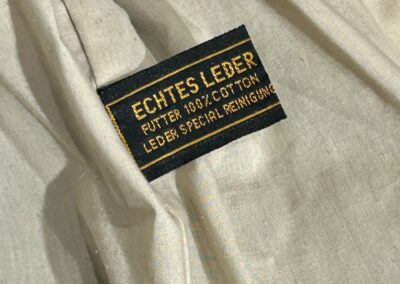 ECHTES LEDER
FUTTER 100% COTTON
LEDER SPECIAL REINIGUNG